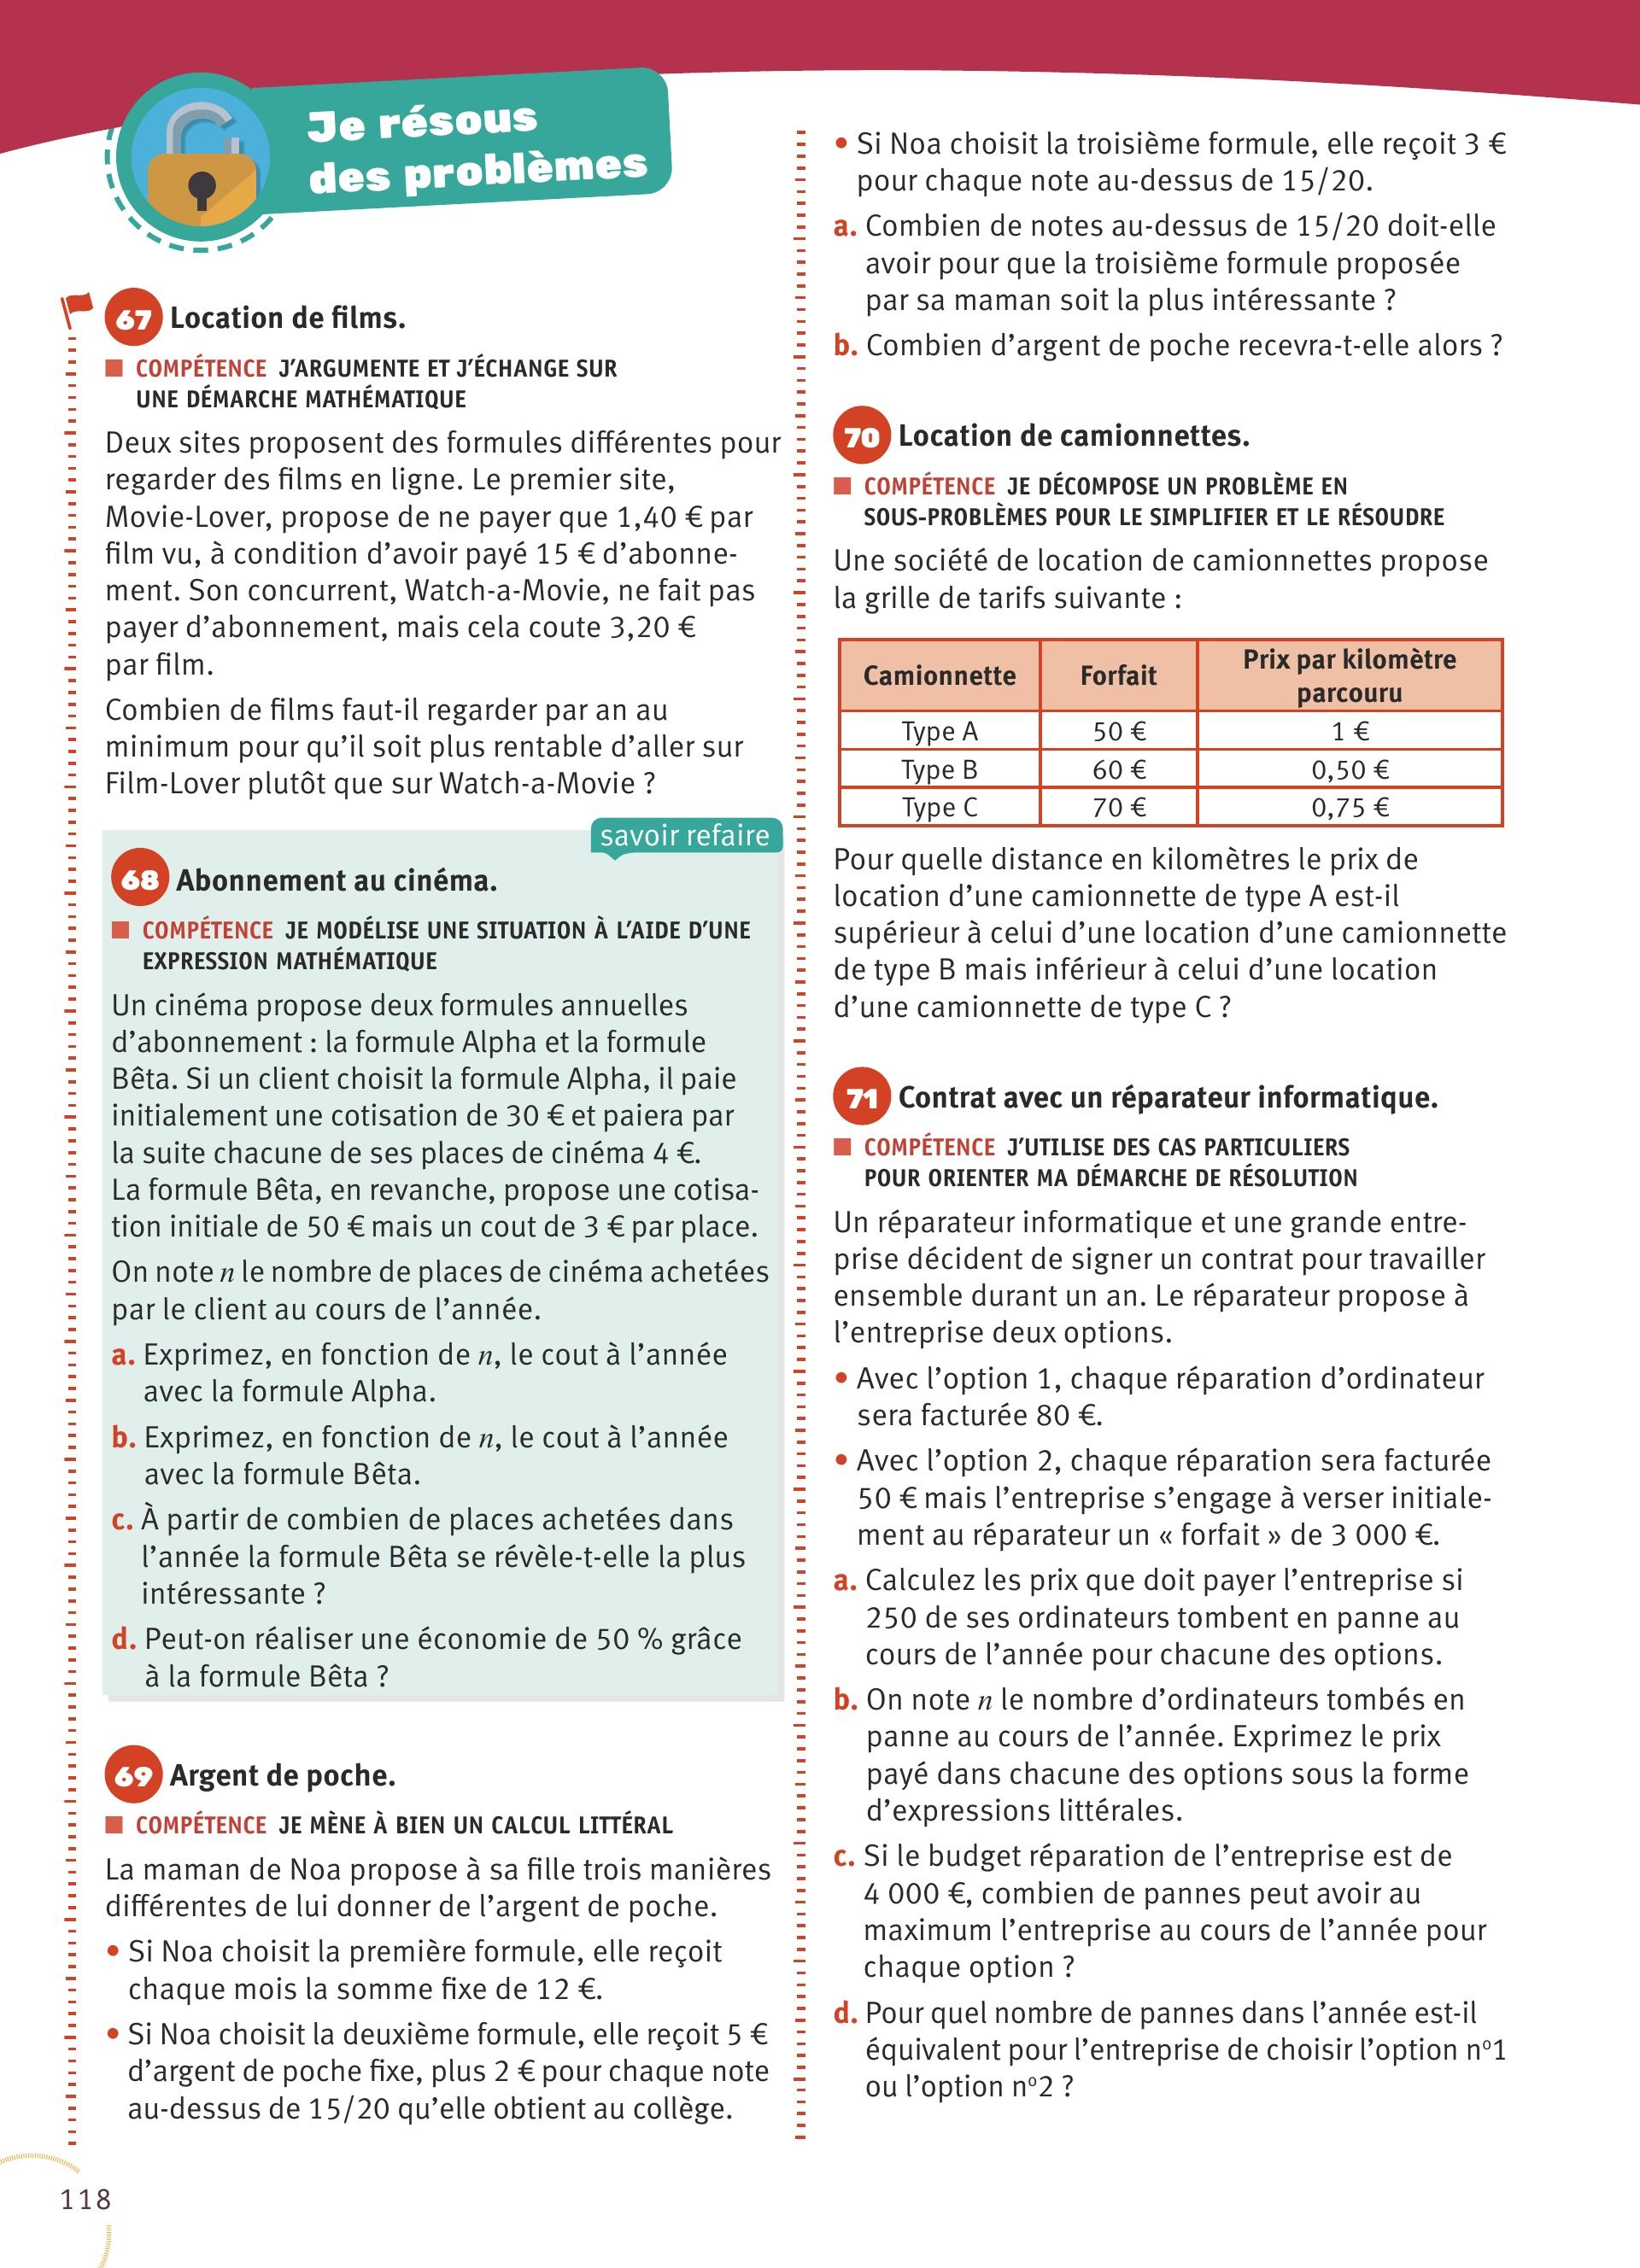 Je résous
des problèmes
67 Location de films.
COMPÉTENCE J'ARGUMENTE ET J'ÉCHANGE SUR
UNE DÉMARCHE MATHÉMATIQUE
Deux sites proposent des formules différentes pour
regarder des films en ligne. Le premier site,
Movie-Lover, propose de ne payer que 1,40 € par
film vu, à condition d'avoir payé 15 € d'abonne-
ment. Son concurrent, Watch-a-Movie, ne fait pas
payer d'abonnement, mais cela coute 3,20 €
par film.
Combien de films faut-il regarder par an au
minimum pour qu'il soit plus rentable d'aller sur
Film-Lover plutôt que sur Watch-a-Movie ?
savoir refaire
68 Abonnement au cinéma.
COMPÉTENCE JE MODÉLISE UNE SITUATION À L'AIDE D'UNE
EXPRESSION MATHÉMATIQUE
Un cinéma propose deux formules annuelles
d'abonnement : la formule Alpha et la formule
Bêta. Si un client choisit la formule Alpha, il paie
initialement une cotisation de 30 € et paiera par
la suite chacune de ses places de cinéma 4 €.
La formule Bêta, en revanche, propose une cotisa-
tion initiale de 50 € mais un cout de 3 € par place.
On note n le nombre de places de cinéma achetées
par le client au cours de l'année.
a. Exprimez, en fonction de n, le cout à l'année
avec la formule Alpha.
b. Exprimez, en fonction de n, le cout à l'année
avec la formule Bêta.
c. À partir de combien de places achetées dans
l'année la formule Bêta se révèle-t-elle la plus
intéressante ?
d. Peut-on réaliser une économie de 50 % grâce
à la formule Bêta ?
69 Argent de poche.
COMPÉTENCE JE MÈNE À BIEN UN CALCUL LITTÉRAL
La maman de Noa propose à sa fille trois manières
différentes de lui donner de l'argent de poche.
• Si Noa choisit la première formule, elle reçoit
chaque mois la somme fixe de 12 €.
• Si Noa choisit la deuxième formule, elle reçoit 5 €
d'argent de poche fixe, plus 2 € pour chaque note
au-dessus de 15/20 qu'elle obtient au collège.
• Si Noa choisit la troisième formule, elle reçoit 3 €
pour chaque note au-dessus de 15/20.
a. Combien de notes au-dessus de 15/20 doit-elle
avoir pour que la troisième formule proposée
par sa maman soit la plus intéressante ?
b. Combien d'argent de poche recevra-t-elle alors ?
70 Location de camionnettes.
COMPÉTENCE JE DÉCOMPOSE UN PROBLÈME EN
SOUS-PROBLÈMES POUR LE SIMPLIFIER ET LE RÉSOUDRE
Une société de location de camionnettes propose
la grille de tarifs suivante :
Camionnette Forfait Prix par kilomètre
parcouru
Type A 50 € 1 €
Type B 60 € 0,50 €
Type C 70 € 0,75 €
Pour quelle distance en kilomètres le prix de
location d'une camionnette de type A est-il
supérieur à celui d'une location d'une camionnette
de type B mais inférieur à celui d'une location
d'une camionnette de type C ?
71 Contrat avec un réparateur informatique.
COMPÉTENCE J'UTILISE DES CAS PARTICULIERS
POUR ORIENTER MA DÉMARCHE DE RÉSOLUTION
Un réparateur informatique et une grande entre-
prise décident de signer un contrat pour travailler
ensemble durant un an. Le réparateur propose à
l'entreprise deux options.
• Avec l'option 1, chaque réparation d'ordinateur
sera facturée 80 €.
• Avec l'option 2, chaque réparation sera facturée
50 € mais l'entreprise s'engage à verser initiale-
ment au réparateur un « forfait » de 3 000 €.
a. Calculez les prix que doit payer l'entreprise si
250 de ses ordinateurs tombent en panne au
cours de l'année pour chacune des options.
b. On note n le nombre d'ordinateurs tombés en
panne au cours de l'année. Exprimez le prix
payé dans chacune des options sous la forme
d'expressions littérales.
c. Si le budget réparation de l'entreprise est de
4 000 €, combien de pannes peut avoir au
maximum l'entreprise au cours de l'année pour
chaque option ?
d. Pour quel nombre de pannes dans l'année est-il
équivalent pour l'entreprise de choisir l'option nº1
ou l'option nº2 ?
118